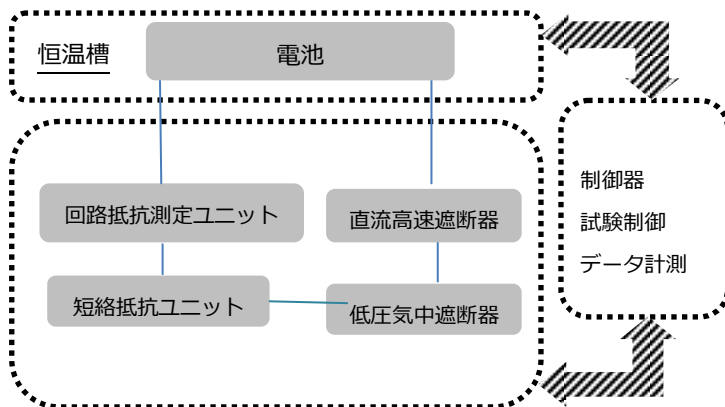 恒温槽
電池
回路抵抗測定ユニット
直流高速遮断器
短絡抵抗ユニット
低圧気中遮断器
制御器
試験制御
データ計測